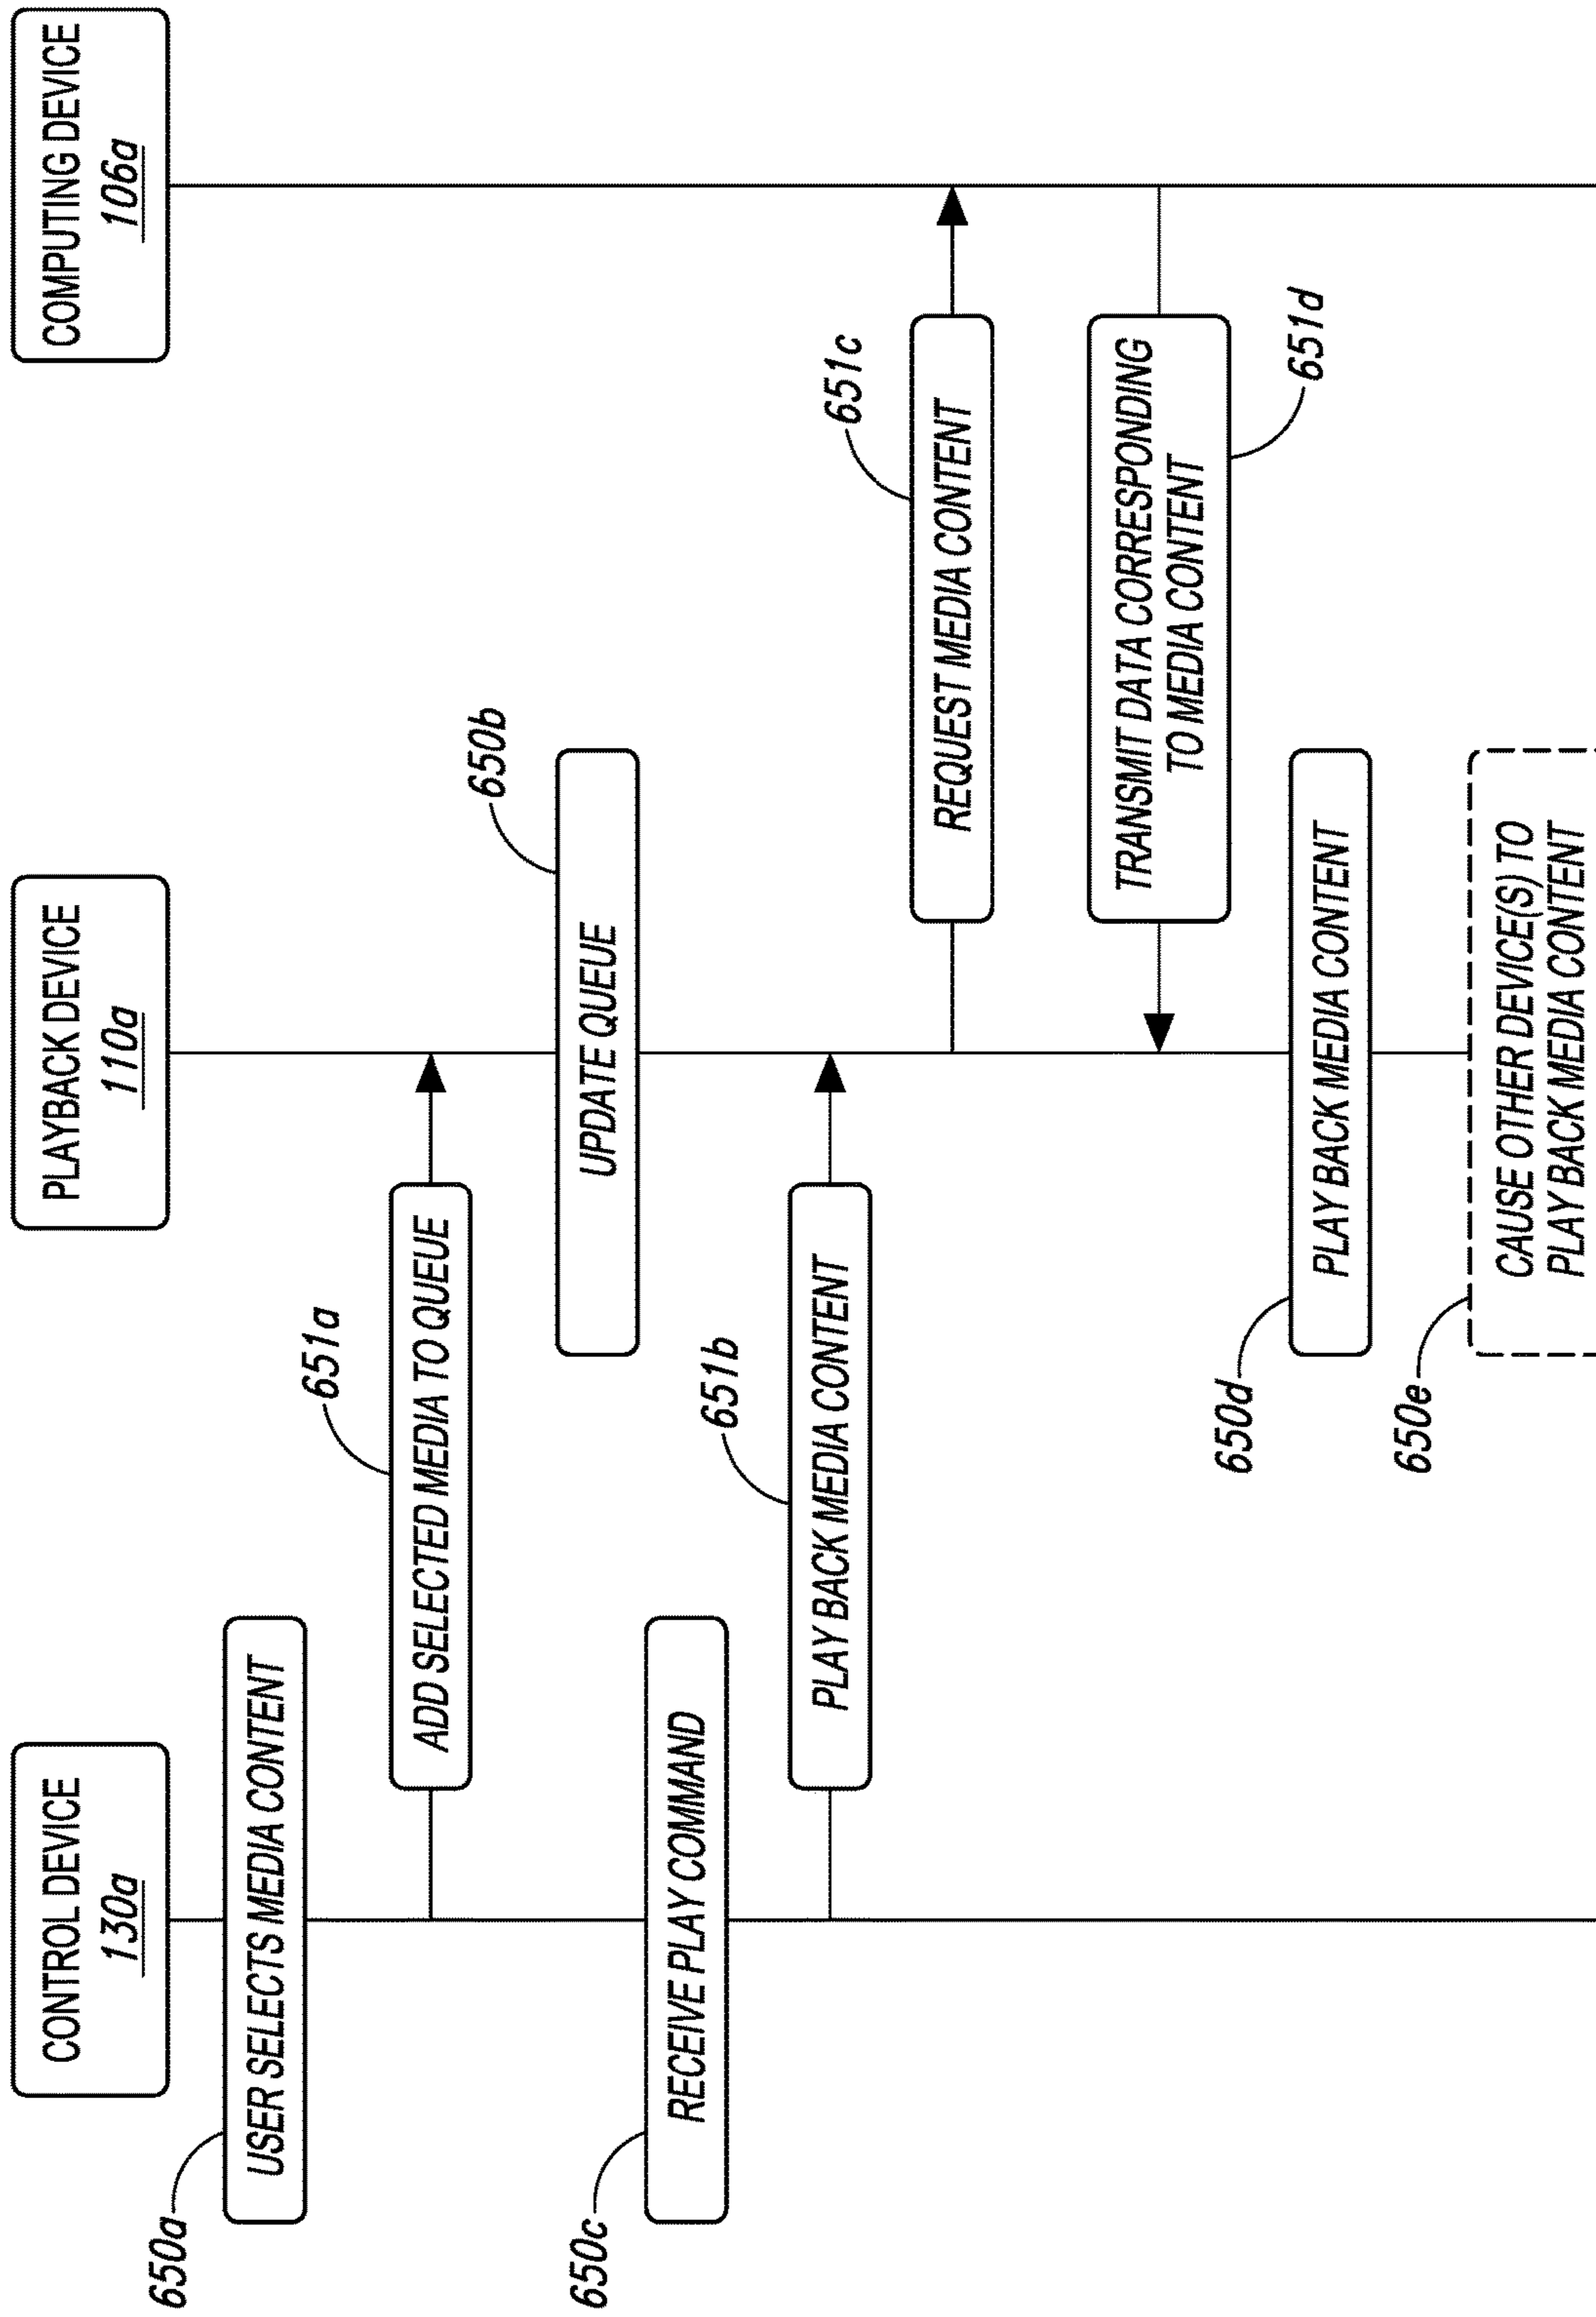 CONTROL DEVICE
130a
PLAYBACK DEVICE
110a
COMPUTING DEVICE
106a
650a
USER SELECTS MEDIA CONTENT
651a
ADD SELECTED MEDIA TO QUEUE
650b
UPDATE QUEUE
650c
RECEIVE PLAY COMMAND
651b
PLAY BACK MEDIA CONTENT
651c
REQUEST MEDIA CONTENT
TRANSMIT DATA CORRESPONDING
TO MEDIA CONTENT
651d
650d
PLAY BACK MEDIA CONTENT
650e
CAUSE OTHER DEVICE(S) TO
PLAY BACK MEDIA CONTENT